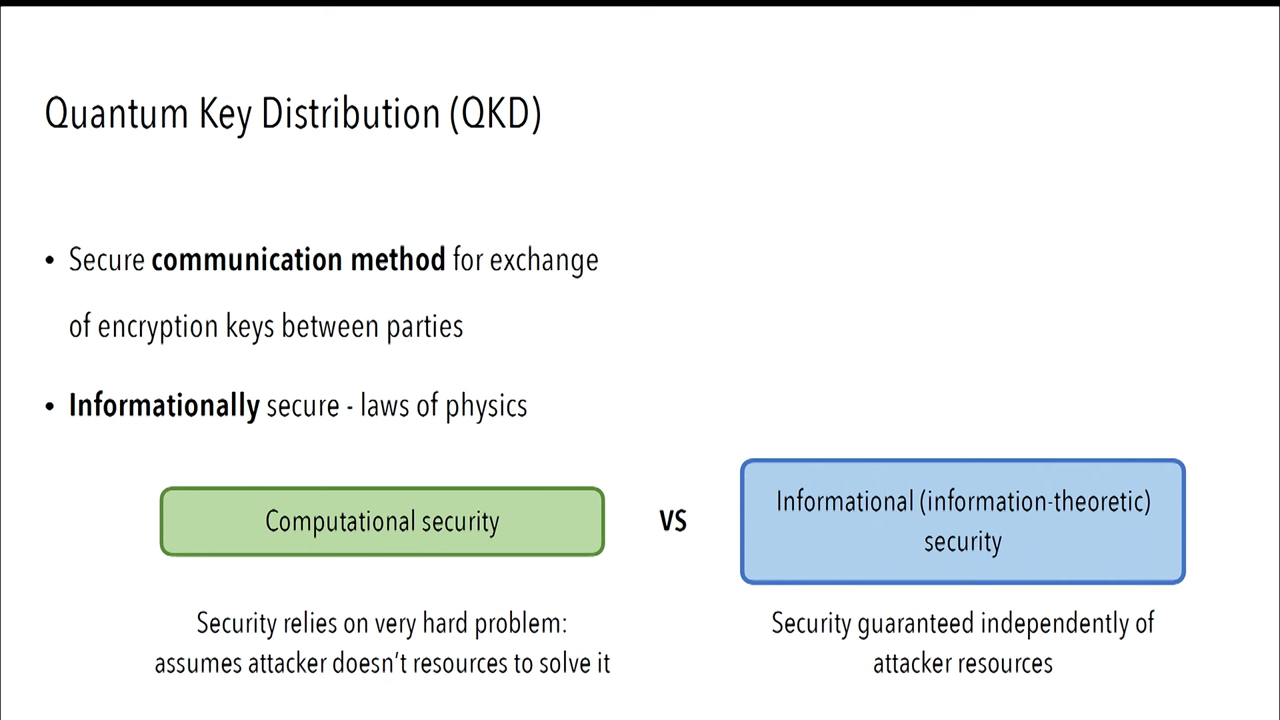 Quantum Key Distribution (QKD)
• Secure communication method for exchange
of encryption keys between parties
• Informationally secure - laws of physics
Computational security
VS
Informational (information-theoretic)
security
Security relies on very hard problem:
assumes attacker doesn't resources to solve it
Security guaranteed independently of
attacker resources